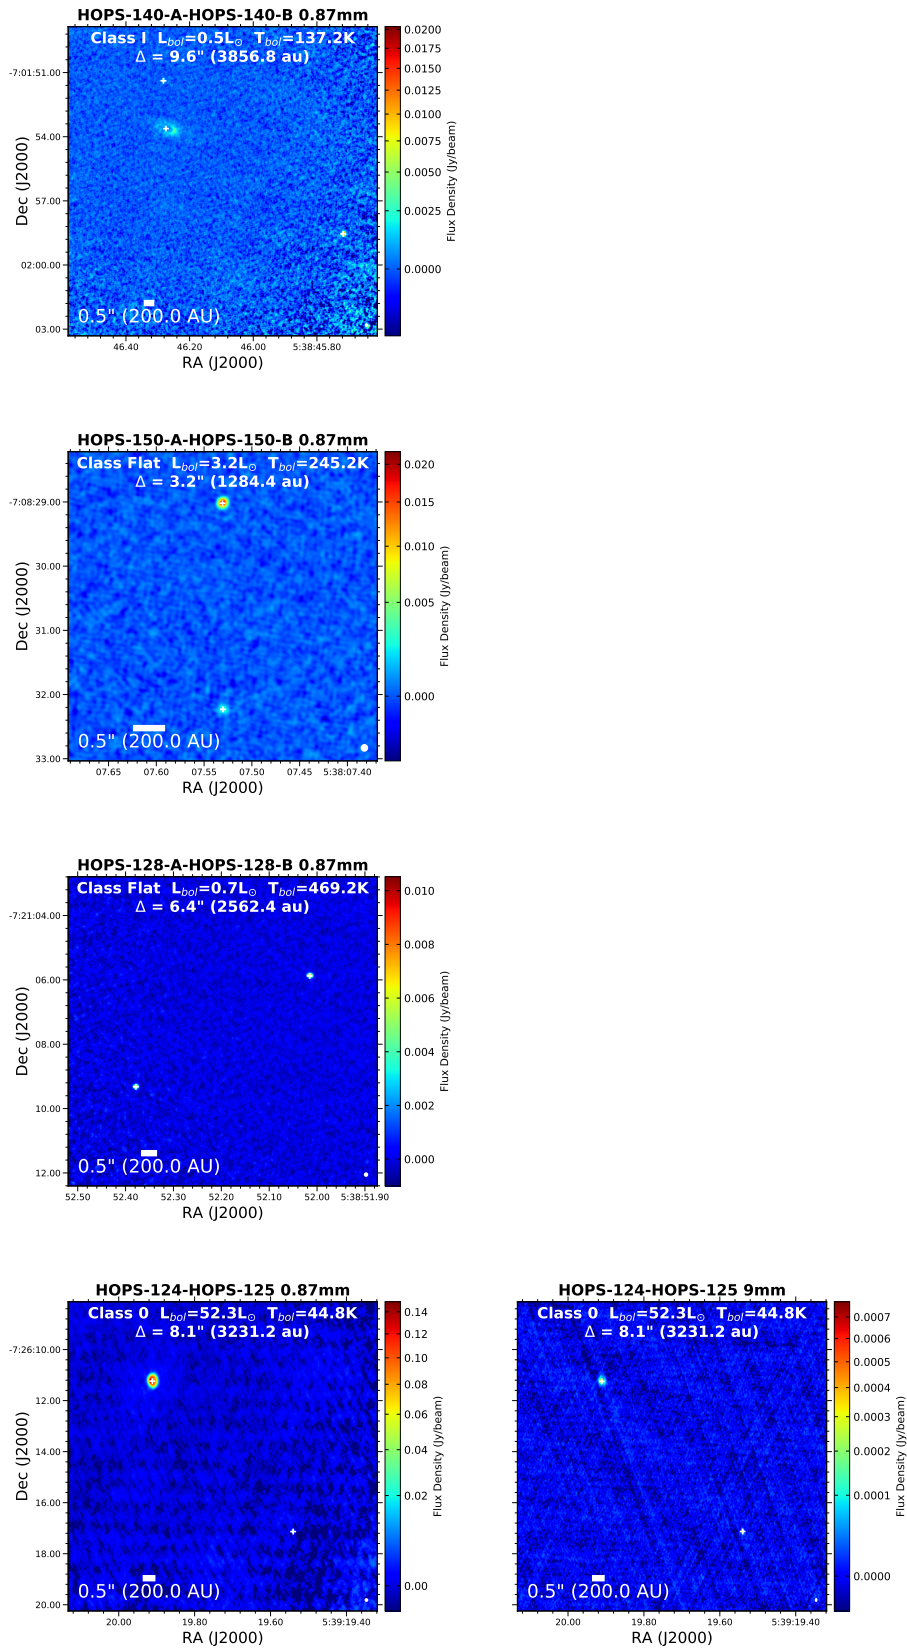 HOPS-140-A-HOPS-140-B 0.87mm
Class I L_bol=0.5L⊙ T_bol=137.2K
Δ = 9.6" (3856.8 au)
-7:01:51.00
54.00
57.00
02:00.00
03.00
Dec (J2000)
0.5" (200.0 AU)
46.40 46.20 46.00 5:38:45.80
RA (J2000)
0.0200
0.0175
0.0150
0.0125
0.0100
0.0075
0.0050
0.0025
0.0000
Flux Density (Jy/beam)
HOPS-150-A-HOPS-150-B 0.87mm
Class Flat L_bol=3.2L⊙ T_bol=245.2K
Δ = 3.2" (1284.4 au)
-7:08:29.00
30.00
31.00
32.00
33.00
Dec (J2000)
0.5" (200.0 AU)
07.65 07.60 07.55 07.50 07.45 5:38:07.40
RA (J2000)
0.020
0.015
0.010
0.005
0.000
Flux Density (Jy/beam)
HOPS-128-A-HOPS-128-B 0.87mm
Class Flat L_bol=0.7L⊙ T_bol=469.2K
Δ = 6.4" (2562.4 au)
-7:21:04.00
06.00
08.00
10.00
12.00
Dec (J2000)
0.5" (200.0 AU)
52.50 52.40 52.30 52.20 52.10 52.00 5:38:51.90
RA (J2000)
0.010
0.008
0.006
0.004
0.002
0.000
Flux Density (Jy/beam)
HOPS-124-HOPS-125 0.87mm
Class 0 L_bol=52.3L⊙ T_bol=44.8K
Δ = 8.1" (3231.2 au)
-7:26:10.00
12.00
14.00
16.00
18.00
20.00
Dec (J2000)
0.5" (200.0 AU)
20.00 19.80 19.60 5:39:19.40
RA (J2000)
0.14
0.12
0.10
0.08
0.06
0.04
0.02
0.00
Flux Density (Jy/beam)
HOPS-124-HOPS-125 9mm
Class 0 L_bol=52.3L⊙ T_bol=44.8K
Δ = 8.1" (3231.2 au)
0.5" (200.0 AU)
20.00 19.80 19.60 5:39:19.40
RA (J2000)
0.0007
0.0006
0.0005
0.0004
0.0003
0.0002
0.0001
0.0000
Flux Density (Jy/beam)